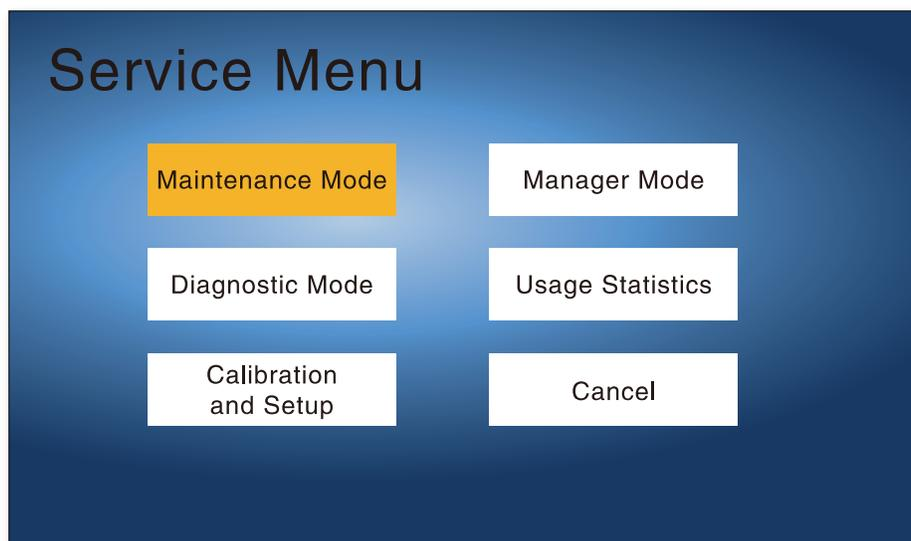 Service Menu
Maintenance Mode
Manager Mode
Diagnostic Mode
Usage Statistics
Calibration
and Setup
Cancel